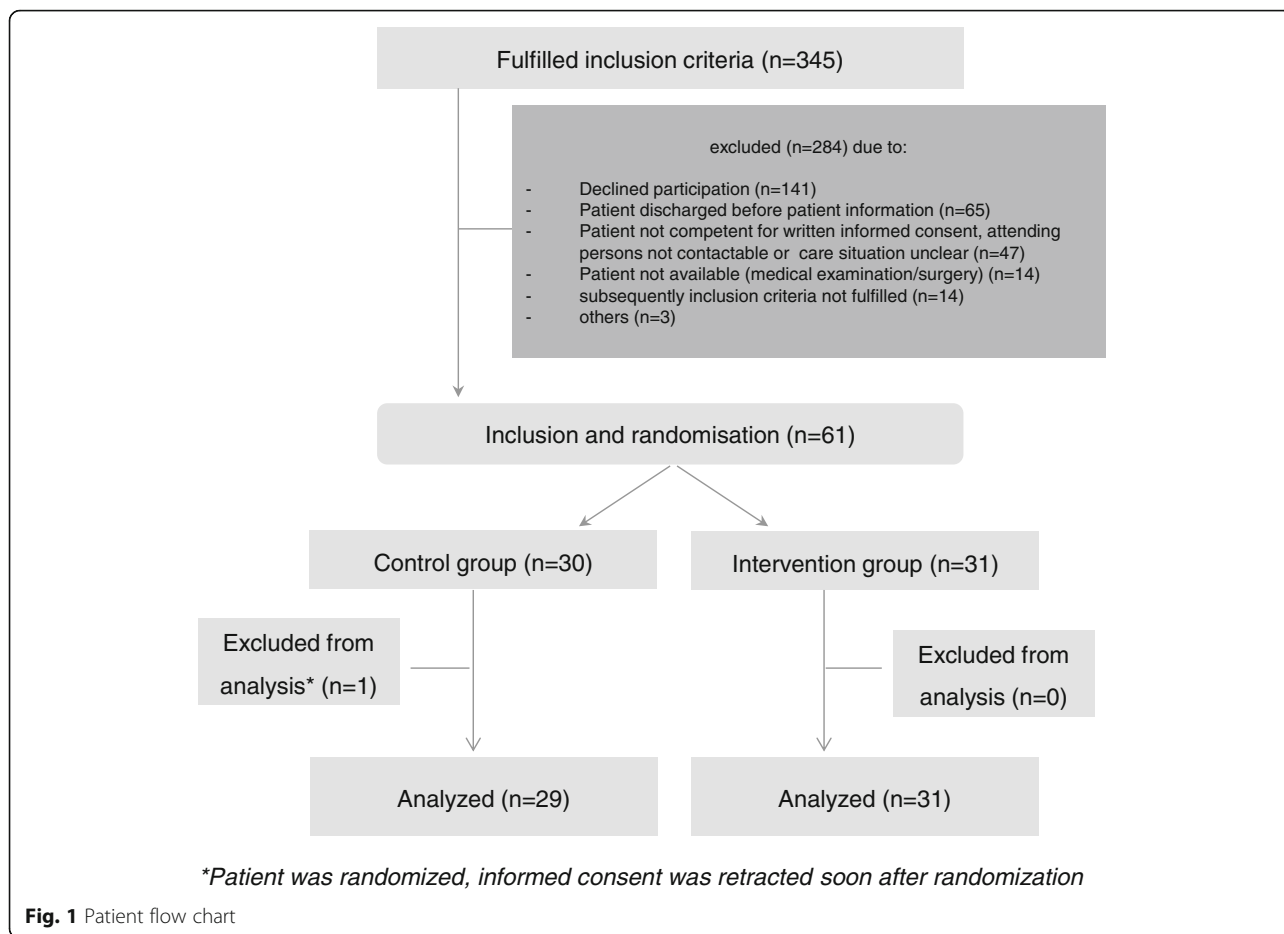 Fulfilled inclusion criteria (n=345)
excluded (n=284) due to:
- Declined participation (n=141)
- Patient discharged before patient information (n=65)
- Patient not competent for written informed consent, attending
persons not contactable or care situation unclear (n=47)
- Patient not available (medical examination/surgery) (n=14)
- subsequently inclusion criteria not fulfilled (n=14)
- others (n=3)
Inclusion and randomisation (n=61)
Control group (n=30)
Intervention group (n=31)
Excluded from
analysis* (n=1)
Excluded from
analysis (n=0)
Analyzed (n=29)
Analyzed (n=31)
*Patient was randomized, informed consent was retracted soon after randomization
Fig. 1 Patient flow chart